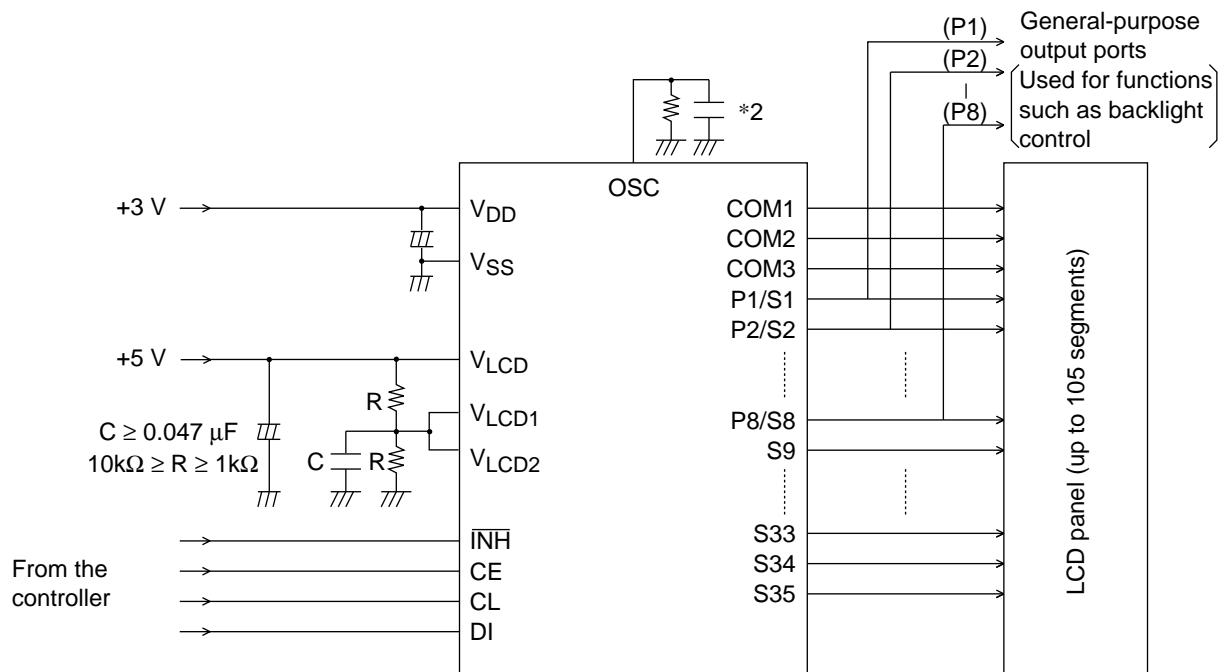 (P1)
General-purpose
output ports
(P2)
Used for functions
such as backlight
control
(P8)
*2
OSC
+3 V
VDD
VSS
+5 V
VLCD
R
VLCD1
C ≥ 0.047 μF
10kΩ ≥ R ≥ 1kΩ
C
R
VLCD2
INH
From the
controller
CE
CL
DI
COM1
COM2
COM3
P1/S1
P2/S2
P8/S8
S9
S33
S34
S35
LCD panel (up to 105 segments)